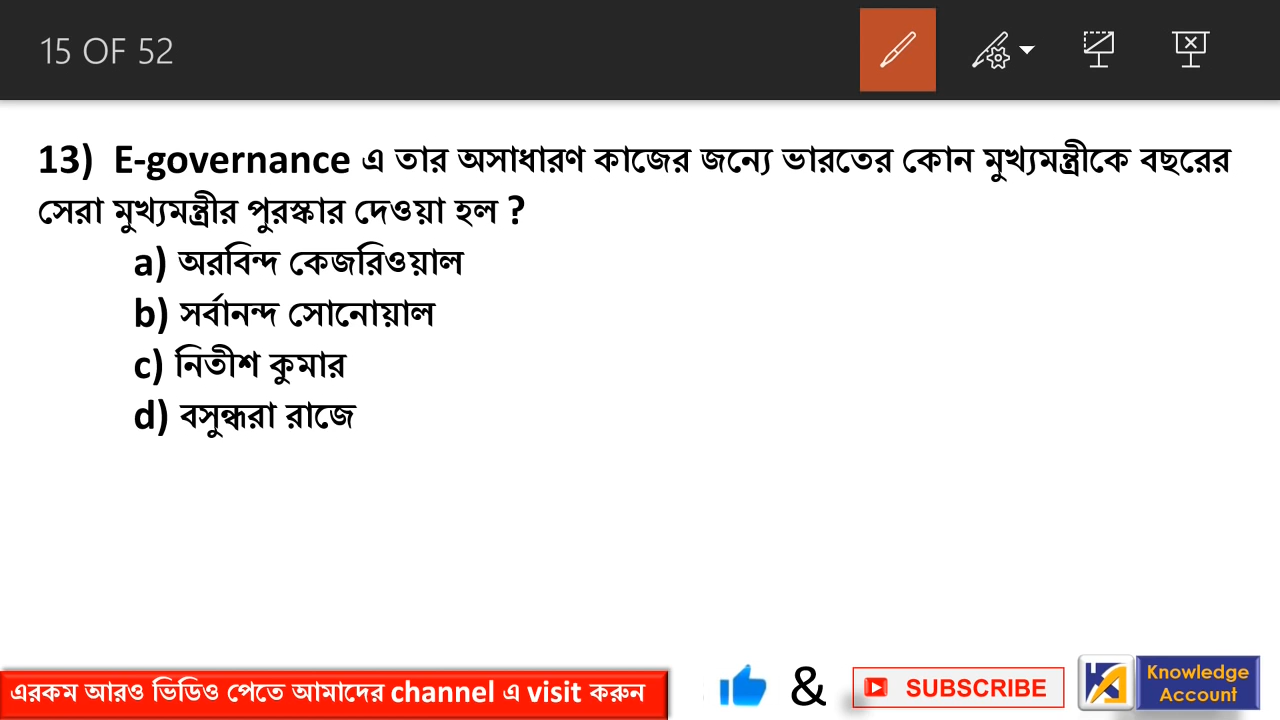 15 OF 52
13) E-governance এ তার অসাধারণ কাজের জন্যে ভারতের কোন মুখ্যমন্ত্রীকে বছরের
সেরা মুখ্যমন্ত্রীর পুরস্কার দেওয়া হল ?
a) অরবিন্দ কেজরিওয়াল
b) সর্বানন্দ সোনোয়াল
c) নিতীশ কুমার
d) বসুন্ধরা রাজে
এরকম আরও ভিডিও পেতে আমাদের channel এ visit করুন
&
SUBSCRIBE
Knowledge
Account